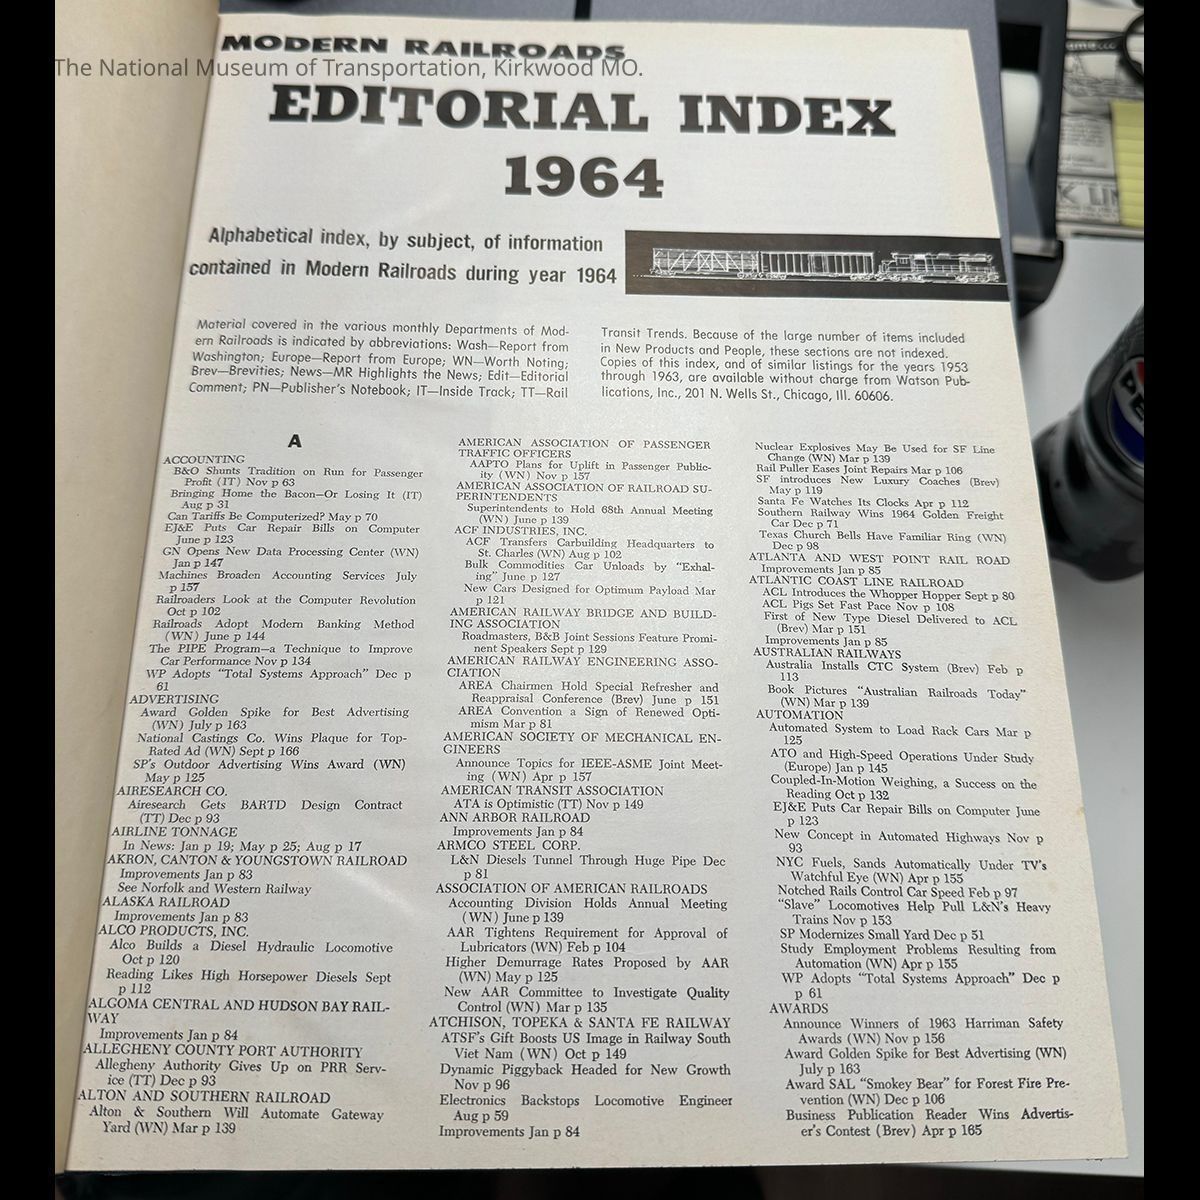 MODERN RAILROADS
The National Museum of Transportation, Kirkwood MO.
EDITORIAL INDEX
1964
Alphabetical index, by subject, of information
contained in Modern Railroads during year 1964
Material covered in the various monthly Departments of Mod-
ern Railroads is indicated by abbreviations: Wash—Report from
Washington; Europe—Report from Europe; WN—Worth Noting;
Brev—Brevities; News—MR Highlights the News; Edit—Editorial
Comment; PN—Publisher's Notebook; IT—Inside Track; TT—Rail
Transit Trends. Because of the large number of items included
in New Products and People, these sections are not indexed.
Copies of this index, and of similar listings for the years 1953
through 1963, are available without charge from Watson Pub-
lications, Inc., 201 N. Wells St., Chicago, Ill. 60606.
A
ACCOUNTING
B&O Shunts Tradition on Run for Passenger
Profit (IT) Nov p 63
Bringing Home the Bacon—Or Losing It (IT)
Aug p 31
Can Tariffs Be Computerized? May p 70
EJ&E Puts Car Repair Bills on Computer
June p 123
GN Opens New Data Processing Center (WN)
Jan p 147
Machines Broaden Accounting Services July
p 157
Railroaders Look at the Computer Revolution
Oct p 102
Railroads Adopt Modern Banking Method
(WN) June p 144
The PIPE Program—a Technique to Improve
Car Performance Nov p 134
WP Adopts "Total Systems Approach" Dec p
61
ADVERTISING
Award Golden Spike for Best Advertising
(WN) July p 163
National Castings Co. Wins Plaque for Top-
Rated Ad (WN) Sept p 166
SP's Outdoor Advertising Wins Award (WN)
May p 125
AIRESEARCH CO.
Airesearch Gets BARTD Design Contract
(TT) Dec p 93
AIRLINE TONNAGE
In News: Jan p 19; May p 25; Aug p 17
AKRON, CANTON & YOUNGSTOWN RAILROAD
Improvements Jan p 83
See Norfolk and Western Railway
ALASKA RAILROAD
Improvements Jan p 83
ALCO PRODUCTS, INC.
Alco Builds a Diesel Hydraulic Locomotive
Oct p 120
Reading Likes High Horsepower Diesels Sept
p 112
ALGOMA CENTRAL AND HUDSON BAY RAIL-
WAY
Improvements Jan p 84
ALLEGHENY COUNTY PORT AUTHORITY
Allegheny Authority Gives Up on PRR Serv-
ice (TT) Dec p 93
ALTON AND SOUTHERN RAILROAD
Alton & Southern Will Automate Gateway
Yard (WN) Mar p 139
AMERICAN ASSOCIATION OF PASSENGER
TRAFFIC OFFICERS
AAPTO Plans for Uplift in Passenger Public-
ity (WN) Nov p 157
AMERICAN ASSOCIATION OF RAILROAD SU-
PERINTENDENTS
Superintendents to Hold 68th Annual Meeting
(WN) June p 139
ACF INDUSTRIES, INC.
ACF Transfers Carbuilding Headquarters to
St. Charles (WN) Aug p 102
Bulk Commodities Car Unloads by "Exhal-
ing" June p 127
New Cars Designed for Optimum Payload Mar
p 121
AMERICAN RAILWAY BRIDGE AND BUILD-
ING ASSOCIATION
Roadmasters, B&B Joint Sessions Feature Promi-
nent Speakers Sept p 129
AMERICAN RAILWAY ENGINEERING ASSO-
CIATION
AREA Chairmen Hold Special Refresher and
Reappraisal Conference (Brev) June p 151
AREA Convention a Sign of Renewed Opti-
mism Mar p 81
AMERICAN SOCIETY OF MECHANICAL EN-
GINEERS
Announce Topics for IEEE-ASME Joint Meet-
ing (WN) Apr p 157
AMERICAN TRANSIT ASSOCIATION
ATA is Optimistic (TT) Nov p 149
ANN ARBOR RAILROAD
Improvements Jan p 84
ARMCO STEEL CORP.
L&N Diesels Tunnel Through Huge Pipe Dec
p 81
ASSOCIATION OF AMERICAN RAILROADS
Accounting Division Holds Annual Meeting
(WN) June p 139
AAR Tightens Requirement for Approval of
Lubricators (WN) Feb p 104
Higher Demurrage Rates Proposed by AAR
(WN) May p 125
New AAR Committee to Investigate Quality
Control (WN) Mar p 135
ATCHISON, TOPEKA & SANTA FE RAILWAY
ATSF's Gift Boosts US Image in Railway South
Viet Nam (WN) Oct p 149
Dynamic Piggyback Headed for New Growth
Nov p 96
Electronics Backstops Locomotive Engineer
Aug p 59
Improvements Jan p 84
Nuclear Explosives May Be Used for SF Line
Change (WN) Mar p 139
Rail Puller Eases Joint Repairs Mar p 106
SF introduces New Luxury Coaches (Brev)
May p 119
Santa Fe Watches Its Clocks Apr p 112
Southern Railway Wins 1964 Golden Freight
Car Dec p 71
Texas Church Bells Have Familiar Ring (WN)
Dec p 98
ATLANTA AND WEST POINT RAIL ROAD
Improvements Jan p 85
ATLANTIC COAST LINE RAILROAD
ACL Introduces the Whopper Hopper Sept p 80
ACL Pigs Set Fast Pace Nov p 108
First of New Type Diesel Delivered to ACL
(Brev) Mar p 151
Improvements Jan p 85
AUSTRALIAN RAILWAYS
Australia Installs CTC System (Brev) Feb p
113
Book Pictures "Australian Railroads Today"
(WN) Mar p 139
AUTOMATION
Automated System to Load Rack Cars Mar p
125
ATO and High-Speed Operations Under Study
(Europe) Jan p 145
Coupled-In-Motion Weighing, a Success on the
Reading Oct p 132
EJ&E Puts Car Repair Bills on Computer June
p 123
New Concept in Automated Highways Nov p
93
NYC Fuels, Sands Automatically Under TV's
Watchful Eye (WN) Apr p 155
Notched Rails Control Car Speed Feb p 97
"Slave" Locomotives Help Pull L&N's Heavy
Trains Nov p 153
SP Modernizes Small Yard Dec p 51
Study Employment Problems Resulting from
Automation (WN) Apr p 155
WP Adopts "Total Systems Approach" Dec p
p 61
AWARDS
Announce Winners of 1963 Harriman Safety
Awards (WN) Nov p 156
Award Golden Spike for Best Advertising (WN)
July p 163
Award SAL "Smokey Bear" for Forest Fire Pre-
vention (WN) Dec p 106
Business Publication Reader Wins Advertis-
er's Contest (Brev) Apr p 165